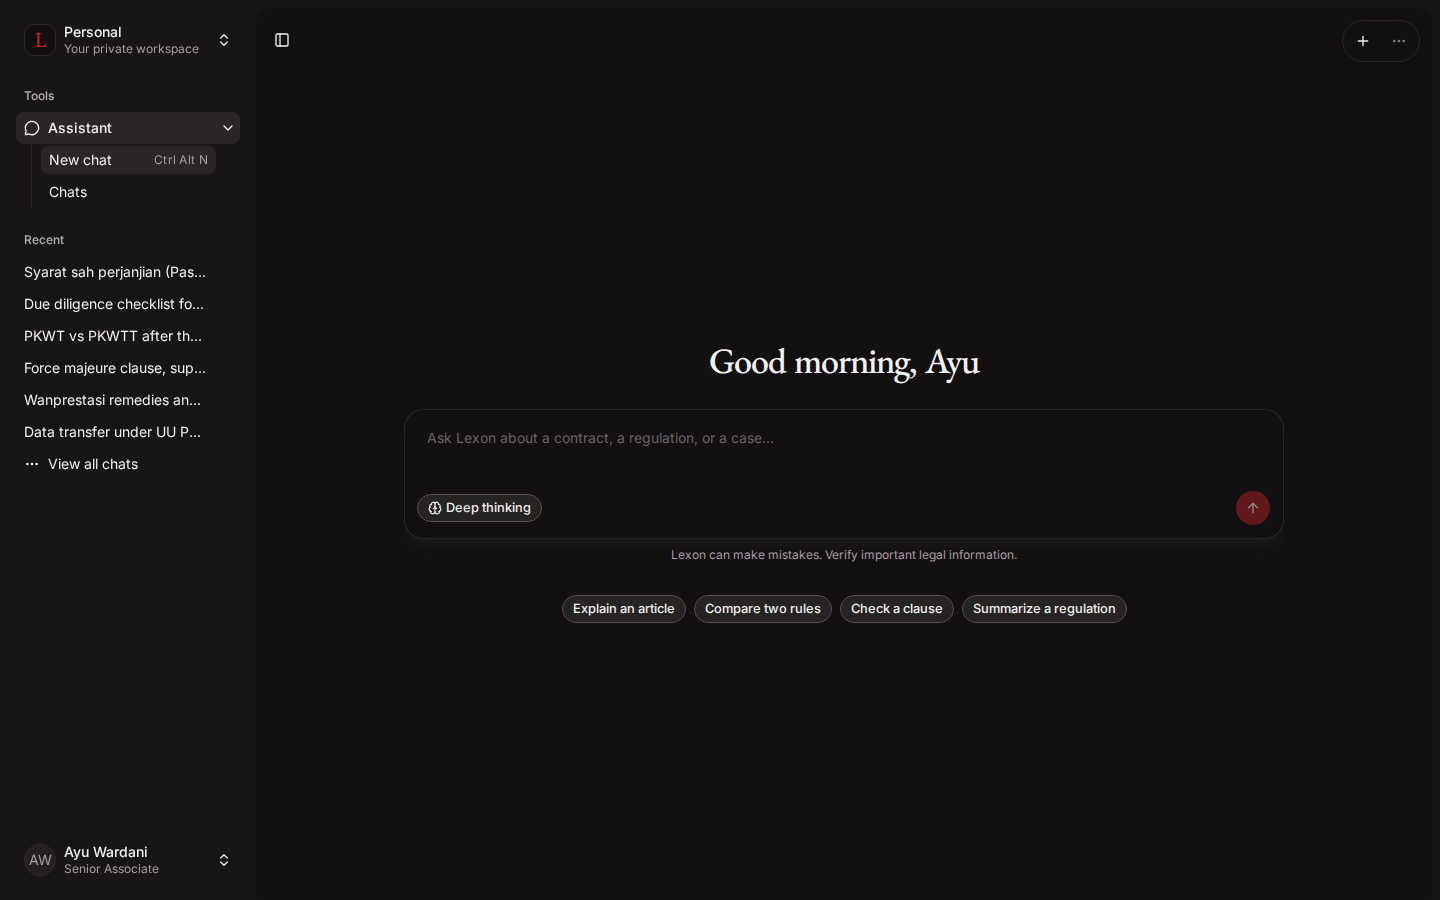 L
Personal
Your private workspace
Tools
Assistant
New chat Ctrl Alt N
Chats
Recent
Syarat sah perjanjian (Pas...
Due diligence checklist fo...
PKWT vs PKWTT after th...
Force majeure clause, sup...
Wanprestasi remedies an...
Data transfer under UU P...
View all chats
AW
Ayu Wardani
Senior Associate
Good morning, Ayu
Ask Lexon about a contract, a regulation, or a case...
Deep thinking
Lexon can make mistakes. Verify important legal information.
Explain an article
Compare two rules
Check a clause
Summarize a regulation